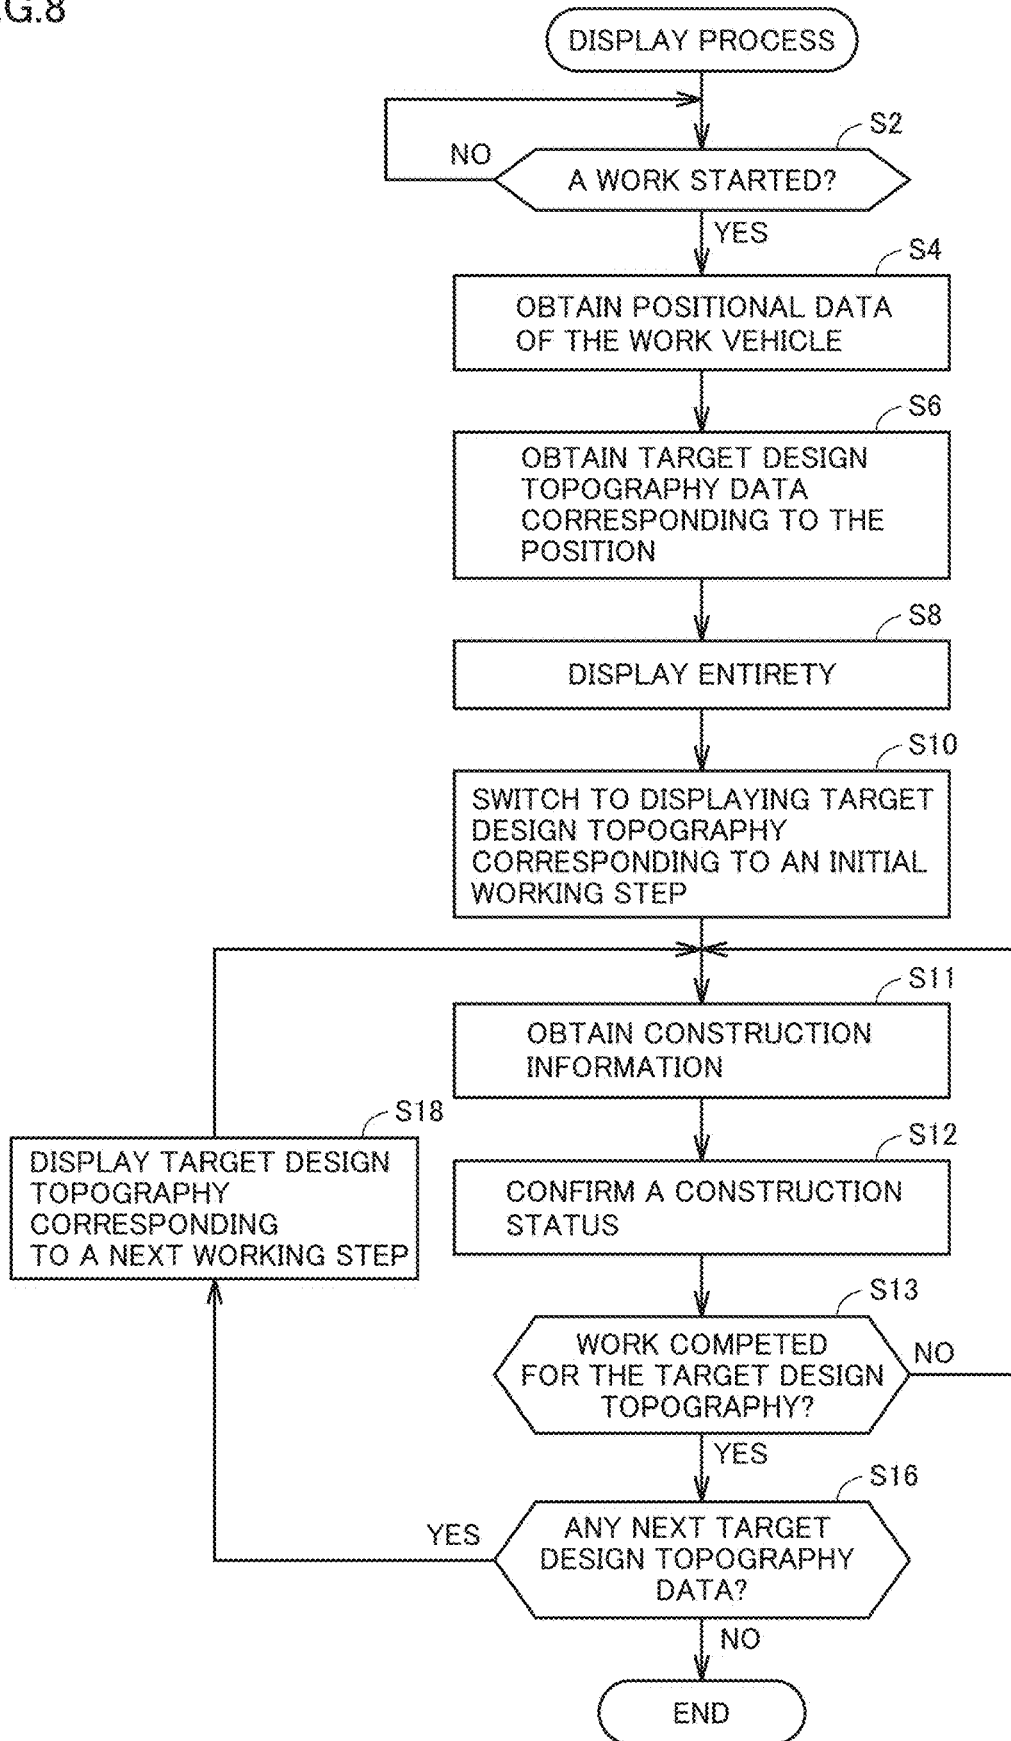 G.8
DISPLAY PROCESS
S2
NO
A WORK STARTED?
YES
S4
OBTAIN POSITIONAL DATA
OF THE WORK VEHICLE
S6
OBTAIN TARGET DESIGN
TOPOGRAPHY DATA
CORRESPONDING TO THE
POSITION
S8
DISPLAY ENTIRETY
S10
SWITCH TO DISPLAYING TARGET
DESIGN TOPOGRAPHY
CORRESPONDING TO AN INITIAL
WORKING STEP
S11
OBTAIN CONSTRUCTION
INFORMATION
S18
DISPLAY TARGET DESIGN
TOPOGRAPHY
CORRESPONDING
TO A NEXT WORKING STEP
S12
CONFIRM A CONSTRUCTION
STATUS
S13
WORK COMPETED
FOR THE TARGET DESIGN
TOPOGRAPHY?
NO
YES
S16
YES
ANY NEXT TARGET
DESIGN TOPOGRAPHY
DATA?
NO
END